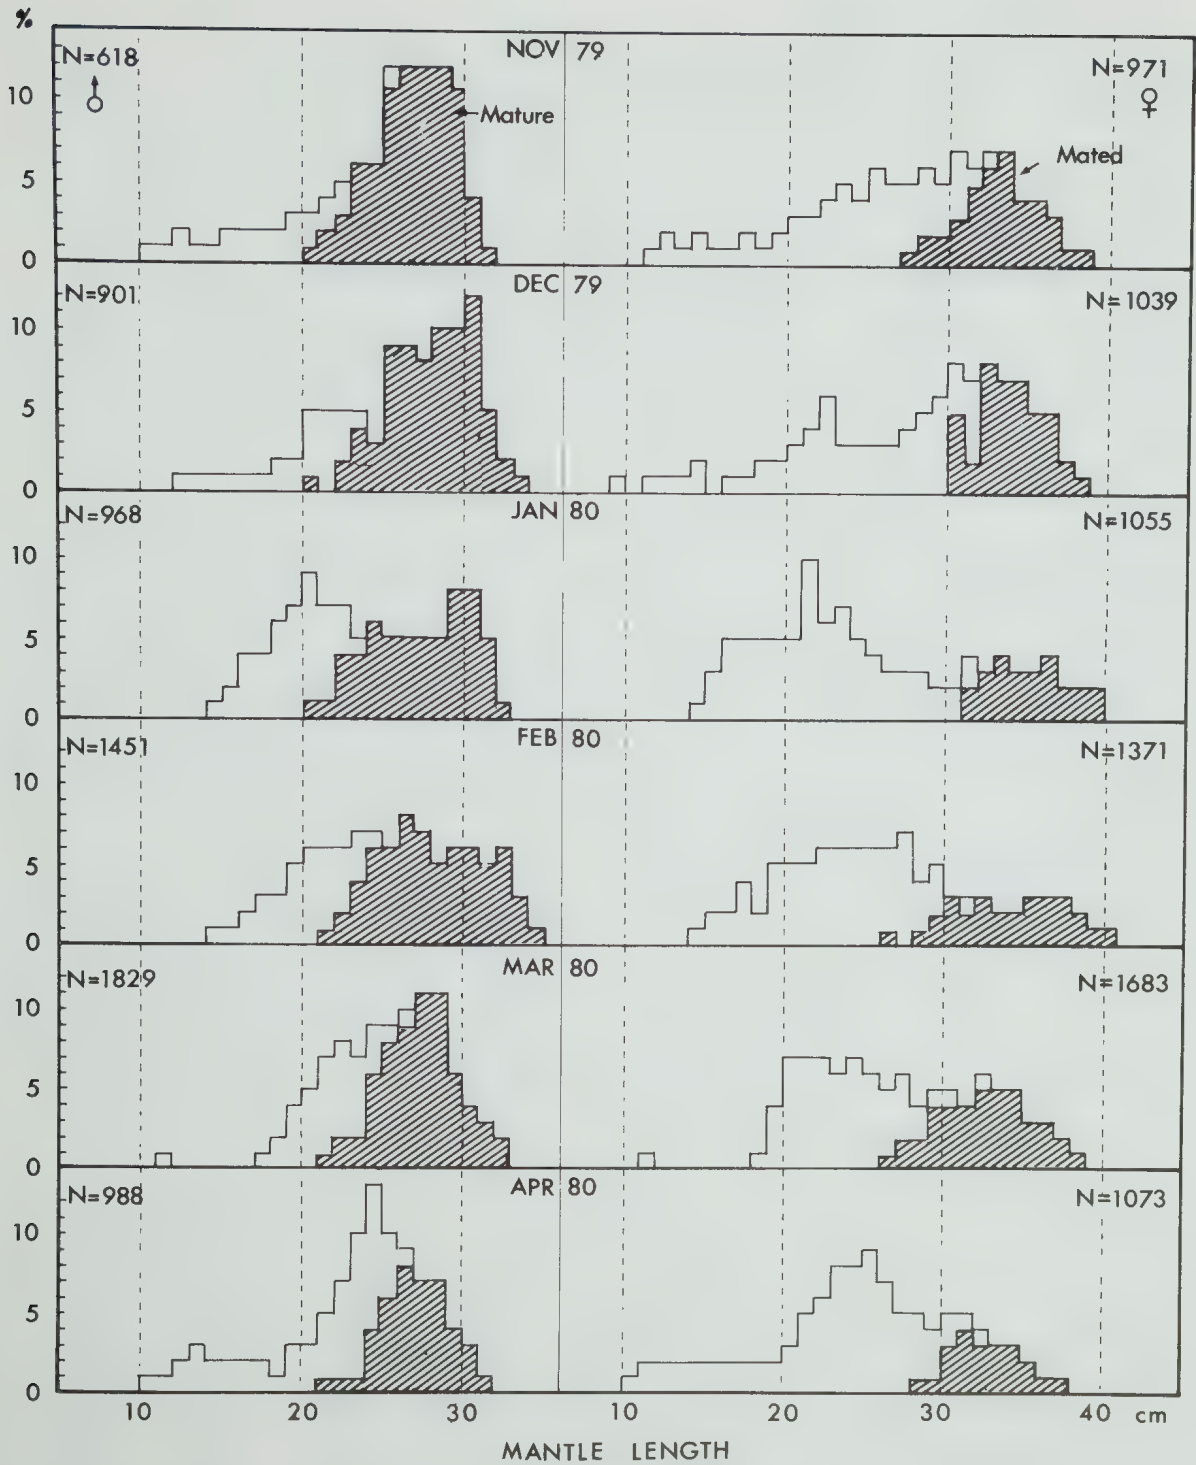 %
NOV 79
N=618
♂
N=971
♀
10
Mature
Mated
5
0
DEC 79
N=901
N=1039
10
5
0
JAN 80
N=968
N=1055
10
5
0
FEB 80
N=1451
N=1371
10
5
0
MAR 80
N=1829
N=1683
10
5
0
APR 80
N=988
N=1073
10
5
0
10 20 30 10 20 30 40 cm
MANTLE LENGTH